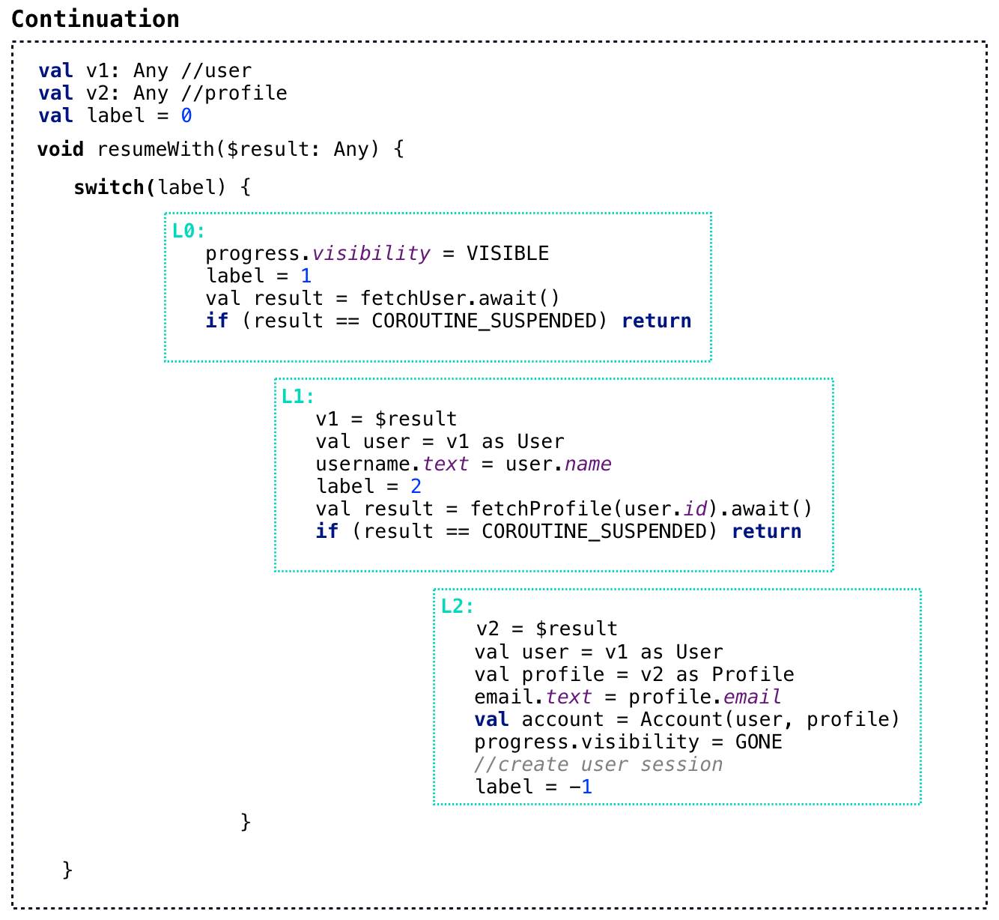 Continuation
val v1: Any //user
val v2: Any //profile
val label = 0
void resumeWith($result: Any) {
switch(label) {
L0:
progress.visibility = VISIBLE
label = 1
val result = fetchUser.await()
if (result == COROUTINE_SUSPENDED) return
L1:
v1 = $result
val user = v1 as User
username.text = user.name
label = 2
val result = fetchProfile(user.id).await()
if (result == COROUTINE_SUSPENDED) return
L2:
v2 = $result
val user = v1 as User
val profile = v2 as Profile
email.text = profile.email
val account = Account(user, profile)
progress.visibility = GONE
//create user session
label = –1
}
}